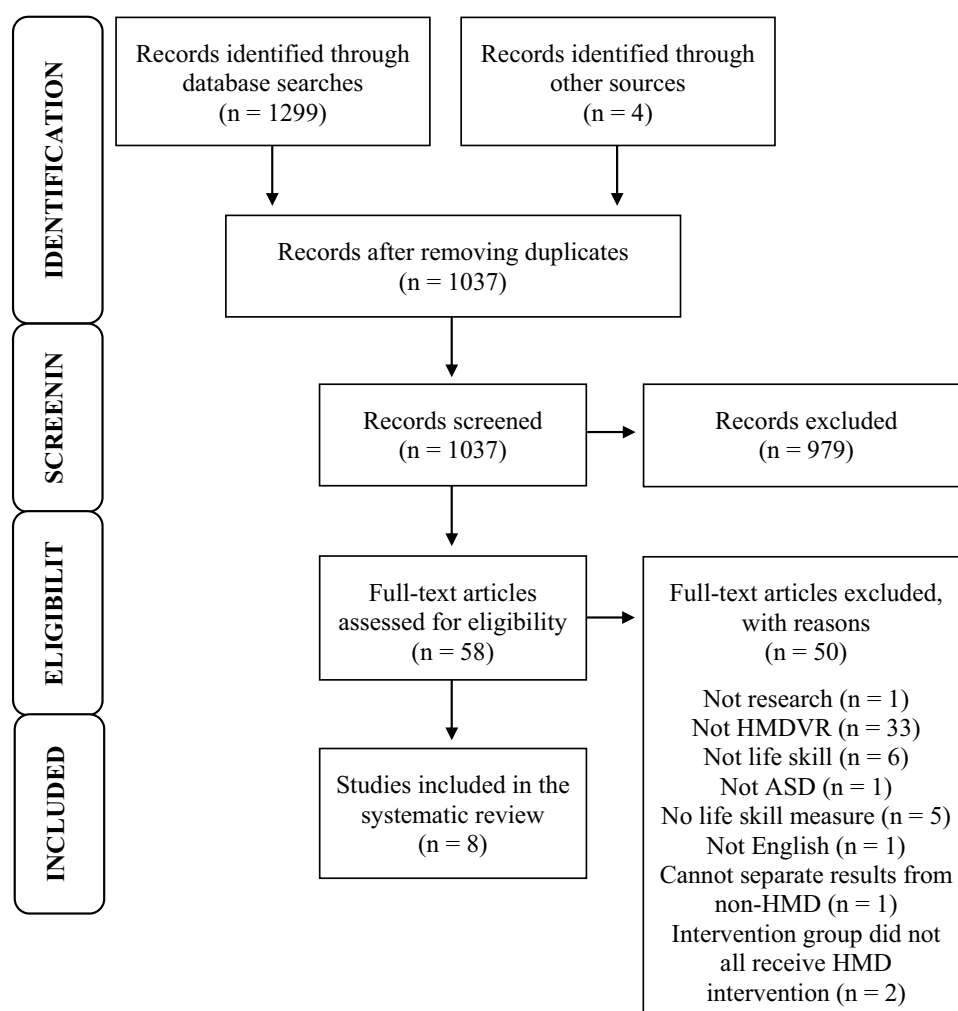 IDENTIFICATION
Records identified through
database searches
(n = 1299)
Records identified through
other sources
(n = 4)
Records after removing duplicates
(n = 1037)
SCREENIN
Records screened
(n = 1037)
Records excluded
(n = 979)
ELIGIBILIT
Full-text articles
assessed for eligibility
(n = 58)
Full-text articles excluded,
with reasons
(n = 50)
Not research (n = 1)
Not HMDVR (n = 33)
Not life skill (n = 6)
Not ASD (n = 1)
No life skill measure (n = 5)
Not English (n = 1)
Cannot separate results from
non-HMD (n = 1)
Intervention group did not
all receive HMD
intervention (n = 2)
INCLUDED
Studies included in the
systematic review
(n = 8)